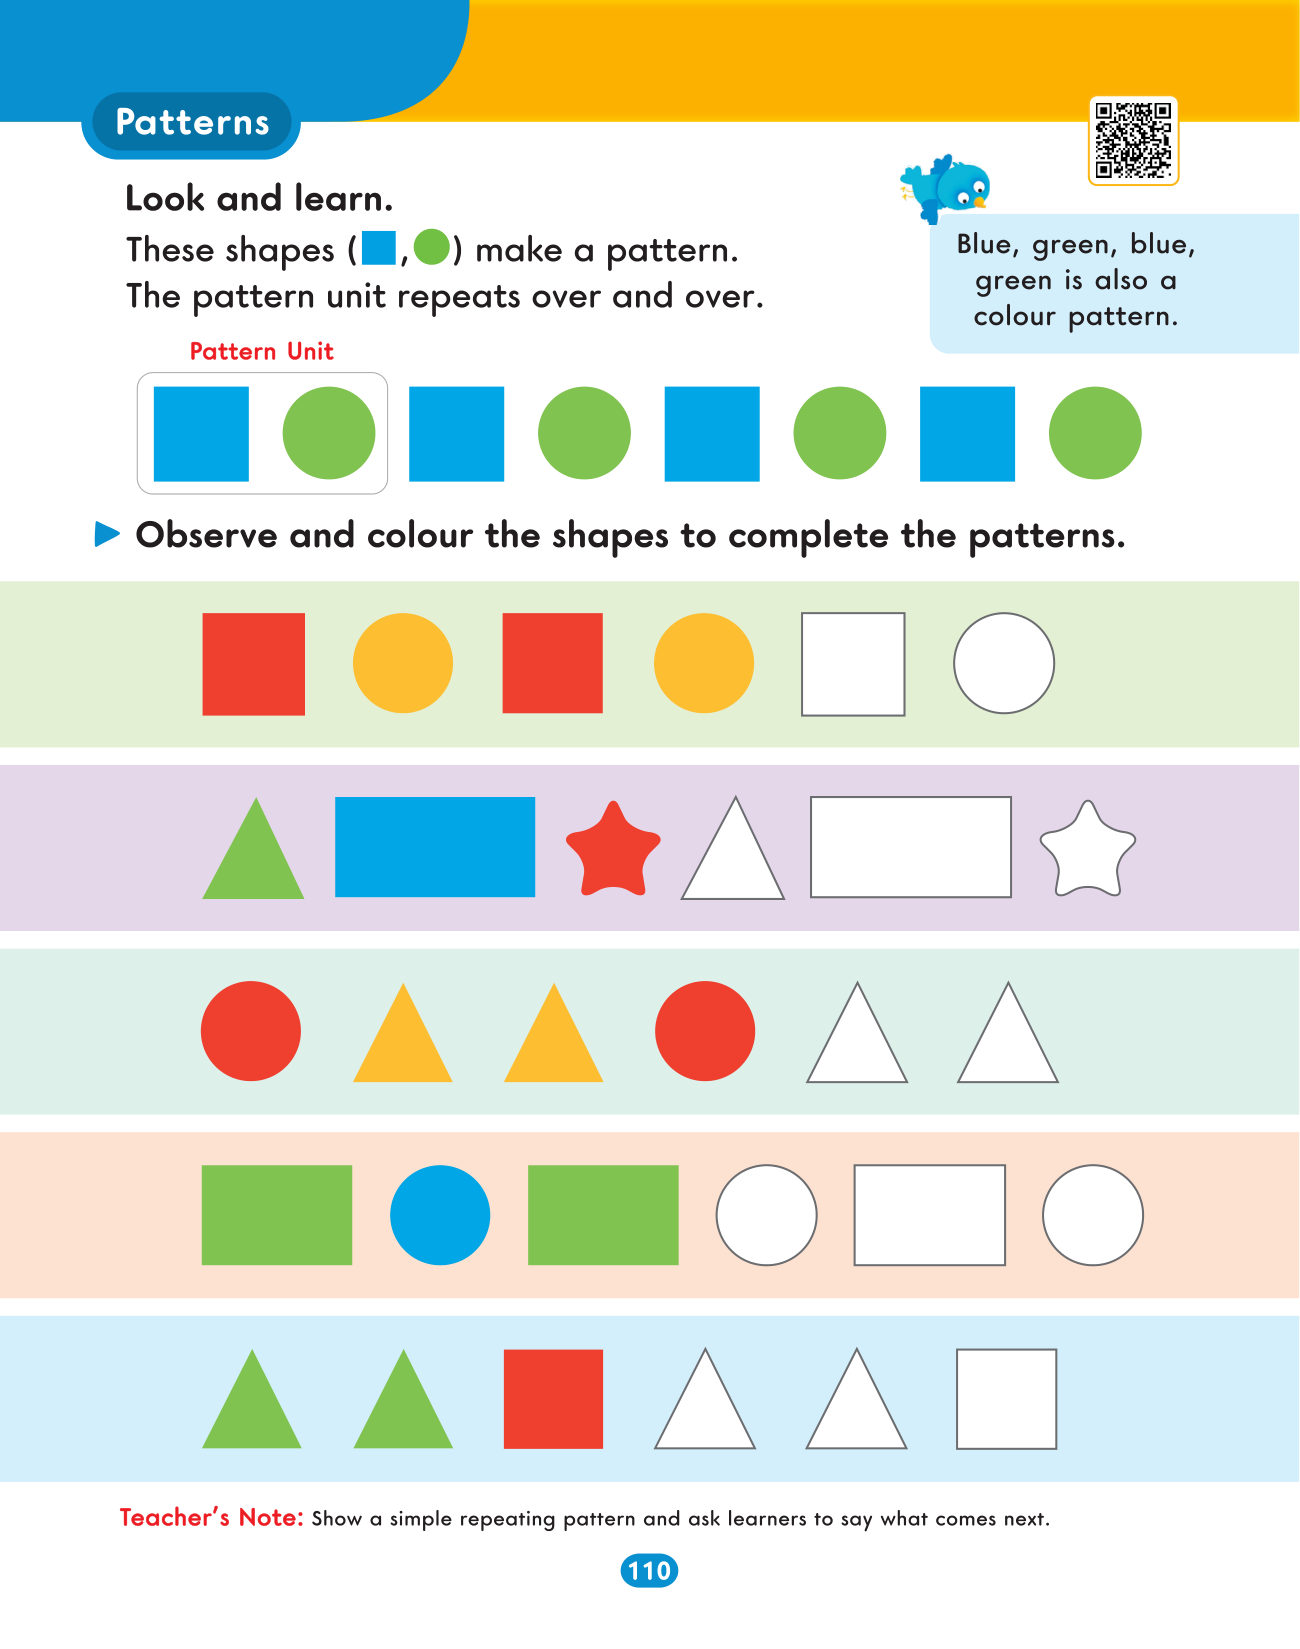 Patterns
Look and learn.
These shapes ( , ) make a pattern.
The pattern unit repeats over and over.
Blue, green, blue,
green is also a
colour pattern.
Pattern Unit
Observe and colour the shapes to complete the patterns.
Teacher's Note: Show a simple repeating pattern and ask learners to say what comes next.
110